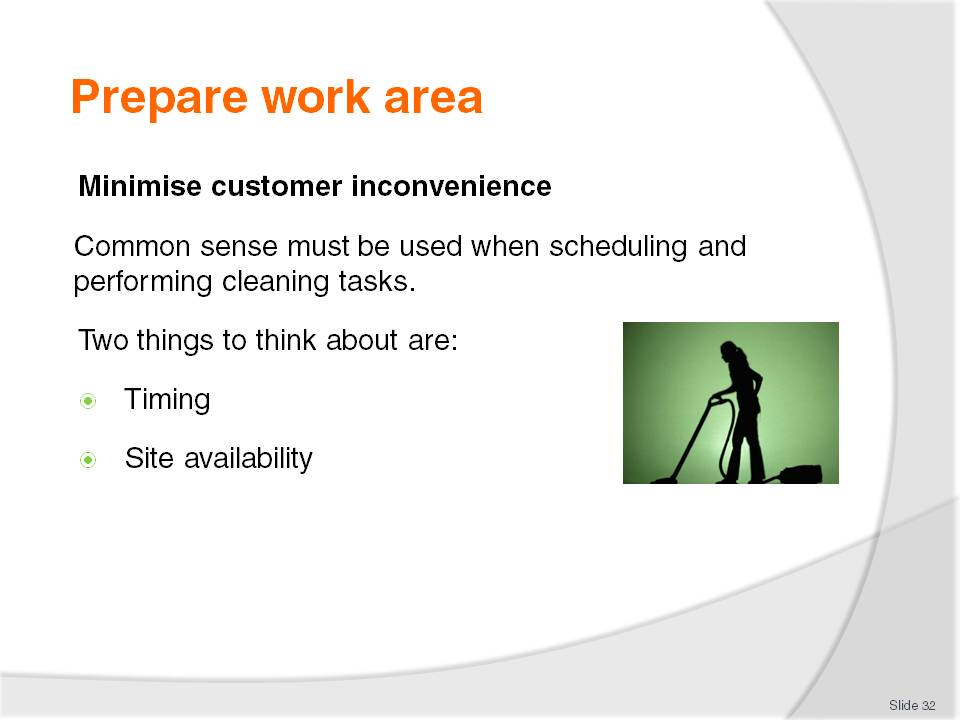 Prepare work area
Minimise customer inconvenience
Common sense must be used when scheduling and
performing cleaning tasks.
Two things to think about are:
Timing
Site availability
Slide 32